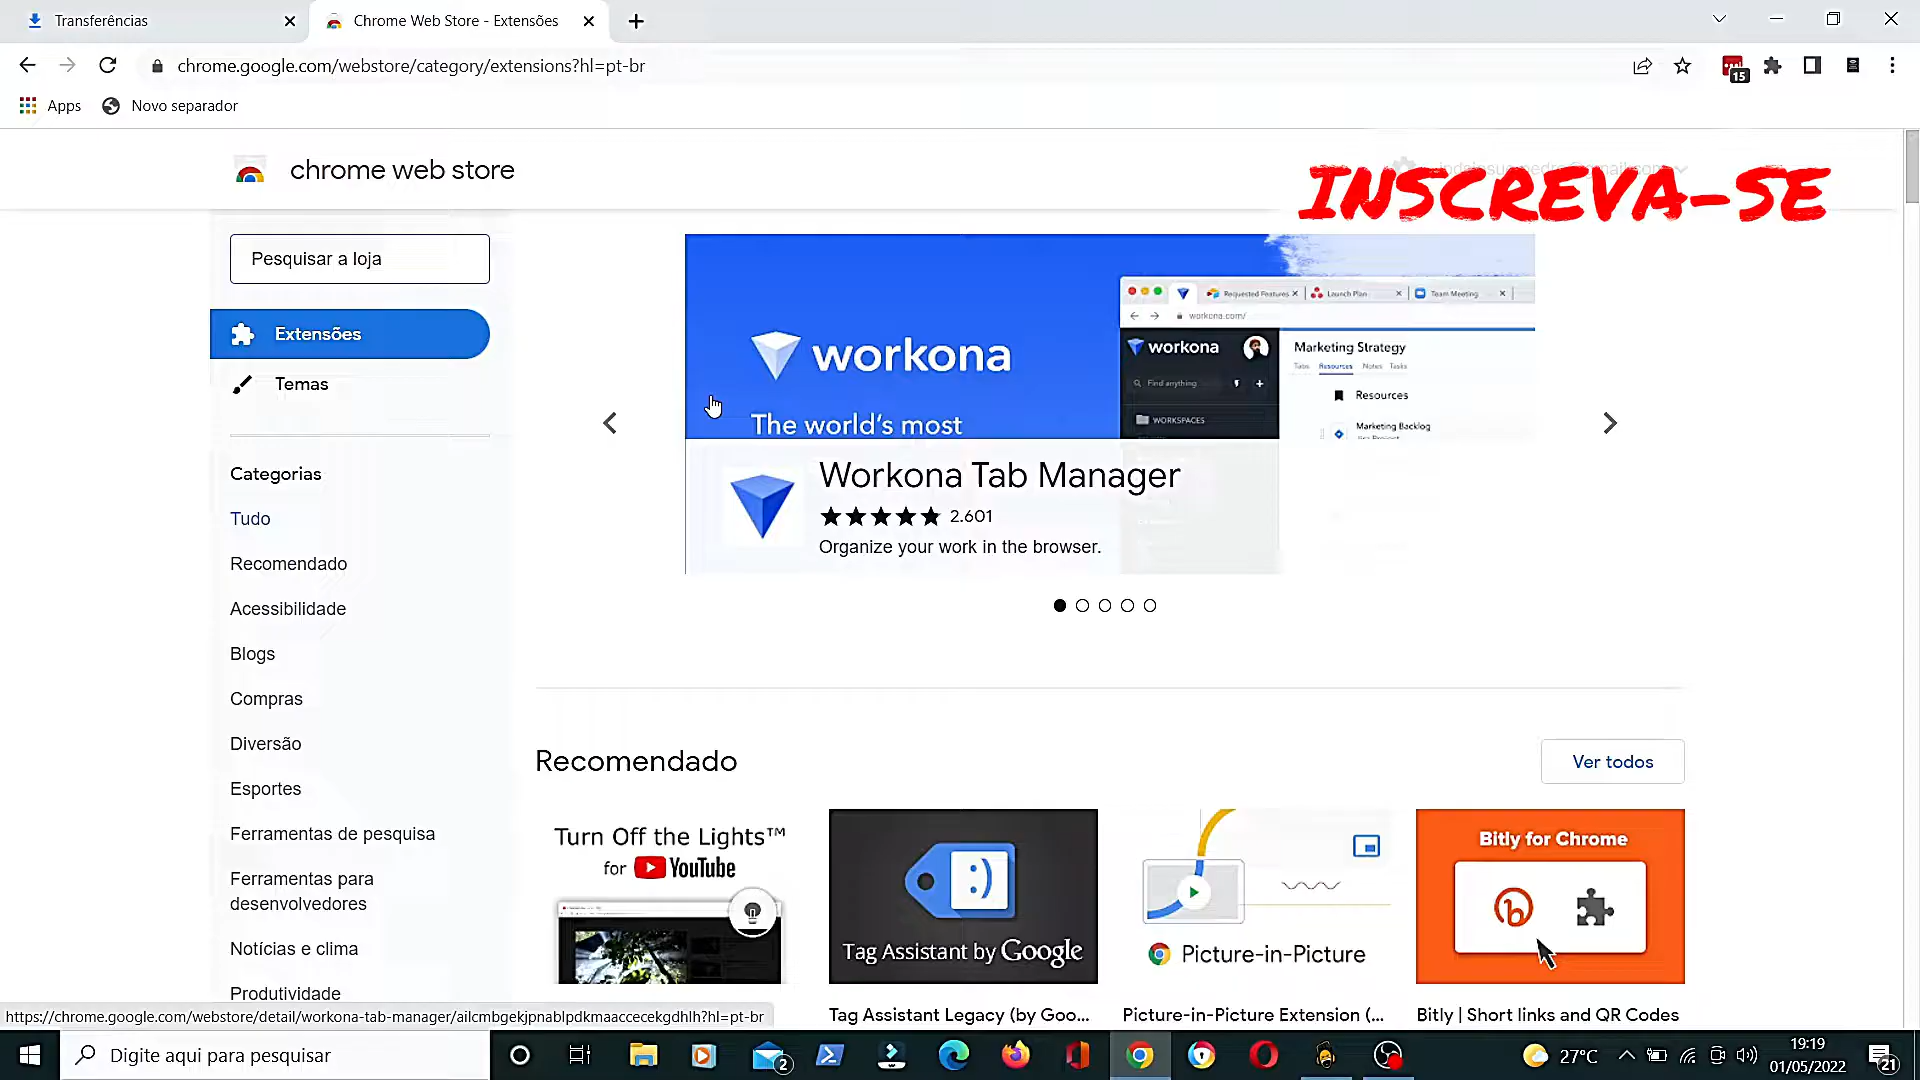 Transferências
Chrome Web Store - Extensões
chrome.google.com/webstore/category/extensions?hl=pt-br
15
Apps
Novo separador
chrome web store
INSCREVA-SE
Pesquisar a loja
Extensões
Temas
Categorias
Tudo
Recomendado
Acessibilidade
Blogs
Compras
Diversão
Esportes
Ferramentas de pesquisa
Ferramentas para
desenvolvedores
Notícias e clima
Produtividade
workona
The world's most
Requested Features
Launch Plan
Team Meeting
workona.com/
workona
Find anything
WORKSPACES
Marketing Strategy
Tabs Resources Notes Tasks
Resources
Marketing Backlog
Workona Tab Manager
2.601
Organize your work in the browser.
Recomendado
Ver todos
Turn Off the Lights™
for YouTube
Tag Assistant by Google
Picture-in-Picture
Bitly for Chrome
Tag Assistant Legacy (by Goo...
Picture-in-Picture Extension (...
Bitly | Short links and QR Codes
https://chrome.google.com/webstore/detail/workona-tab-manager/ailcmbgekjpnablpdkmaaccecekgdhlh?hl=pt-br
Digite aqui para pesquisar
2
27°C
19:19
01/05/2022
21